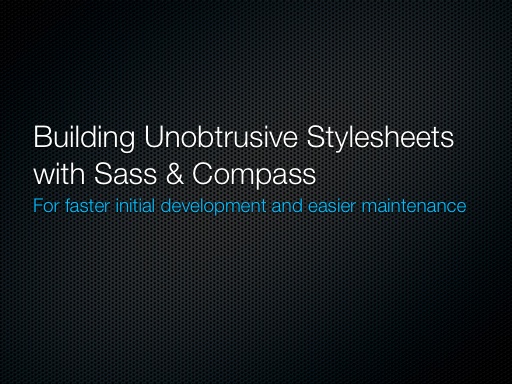 Building Unobtrusive Stylesheets
with Sass & Compass
For faster initial development and easier maintenance